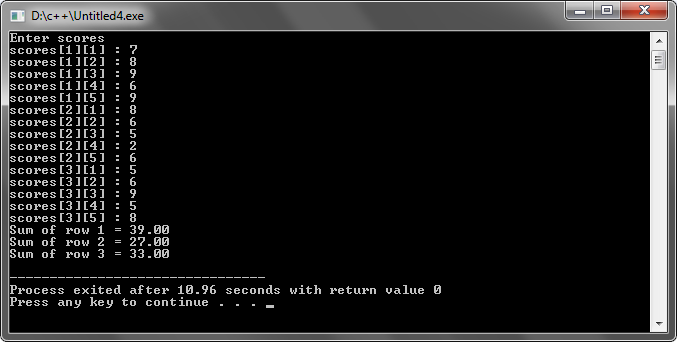 D:\c++\Untitled4.exe
Enter scores
scores[1][1] : 7
scores[1][2] : 8
scores[1][3] : 9
scores[1][4] : 6
scores[1][5] : 9
scores[2][1] : 8
scores[2][2] : 6
scores[2][3] : 5
scores[2][4] : 2
scores[2][5] : 6
scores[3][1] : 5
scores[3][2] : 6
scores[3][3] : 9
scores[3][4] : 5
scores[3][5] : 8
Sum of row 1 = 39.00
Sum of row 2 = 27.00
Sum of row 3 = 33.00
--------------------------------
Process exited after 10.96 seconds with return value 0
Press any key to continue . . . _